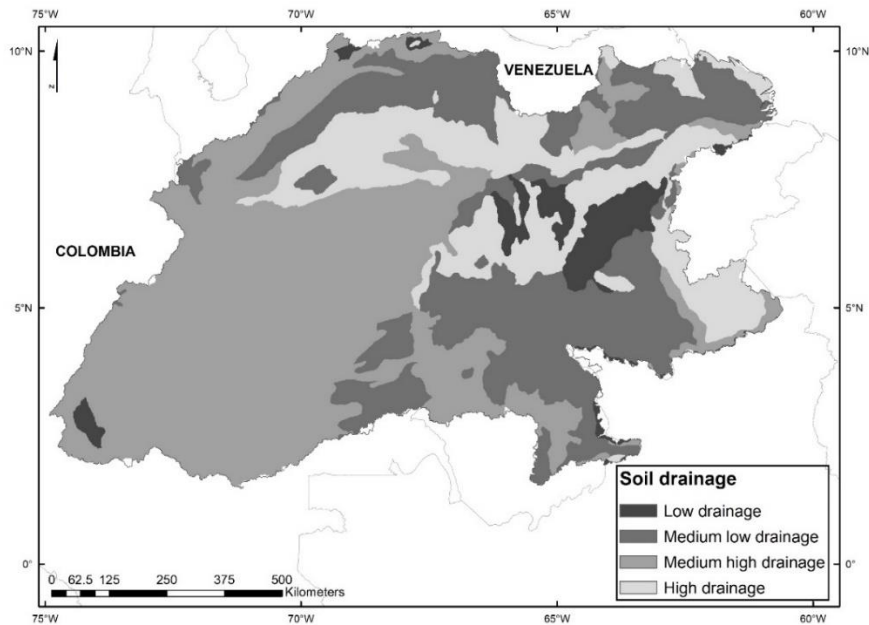 75°W 70°W 65°W 60°W
10°N 10°N
N
VENEZUELA
COLOMBIA
5°N 5°N
Soil drainage
Low drainage
Medium low drainage
Medium high drainage
High drainage
0° 0°
0 62.5 125 250 375 500
Kilometers
75°W 70°W 65°W 60°W